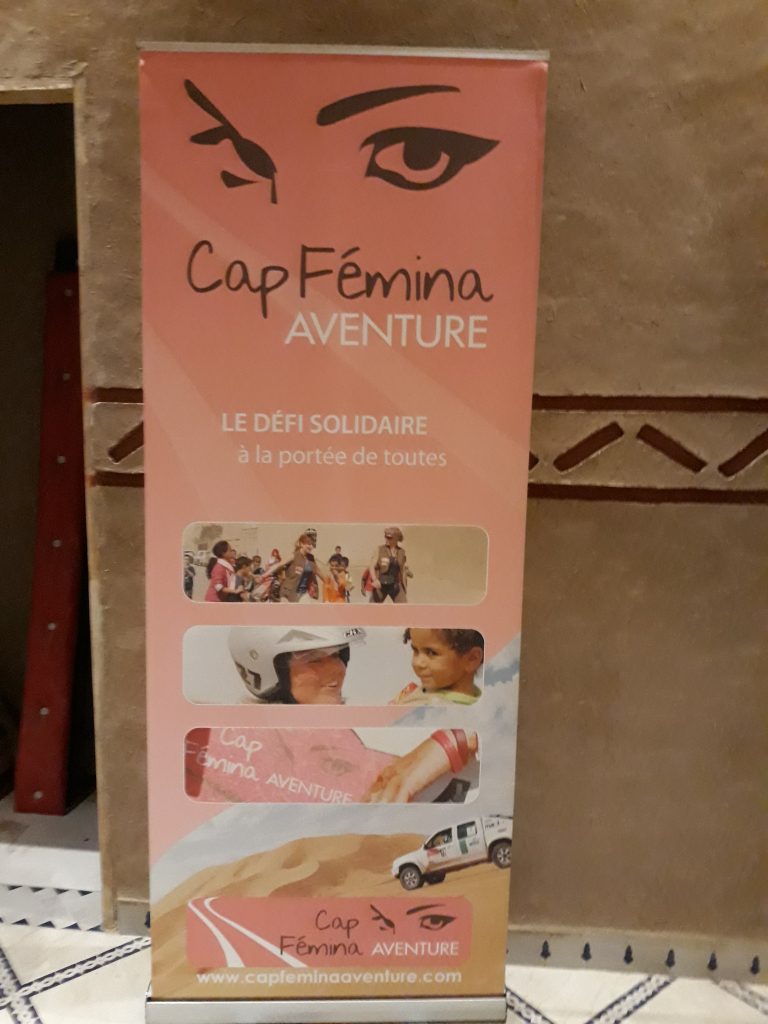 Cap Fémina
AVENTURE
LE DÉFI SOLIDAIRE
à la portée de toutes
Cap
Fémina AVENTURE
Cap
Fémina AVENTURE
www.capfeminaaventure.com